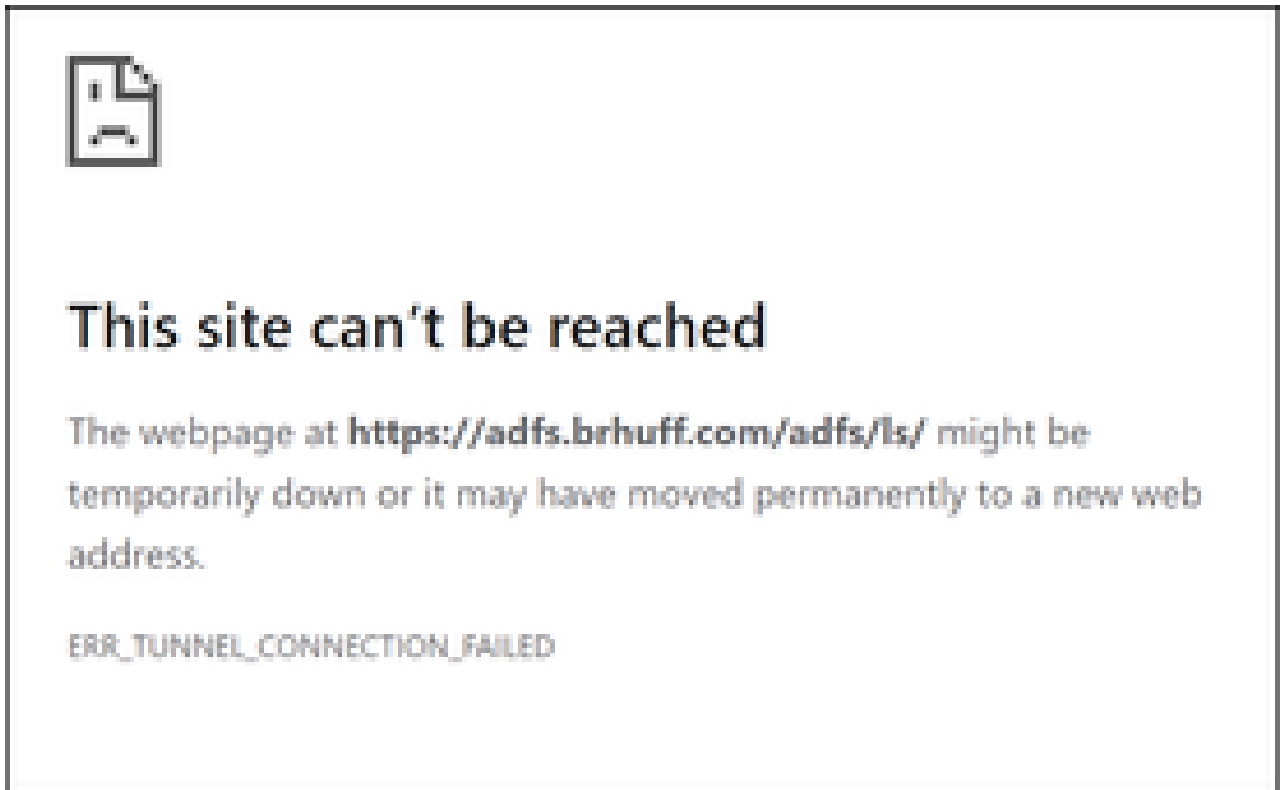 This site can't be reached
The webpage at https://adfs.brhuff.com/adfs/ls/ might be
temporarily down or it may have moved permanently to a new web
address.
ERR_TUNNEL_CONNECTION_FAILED